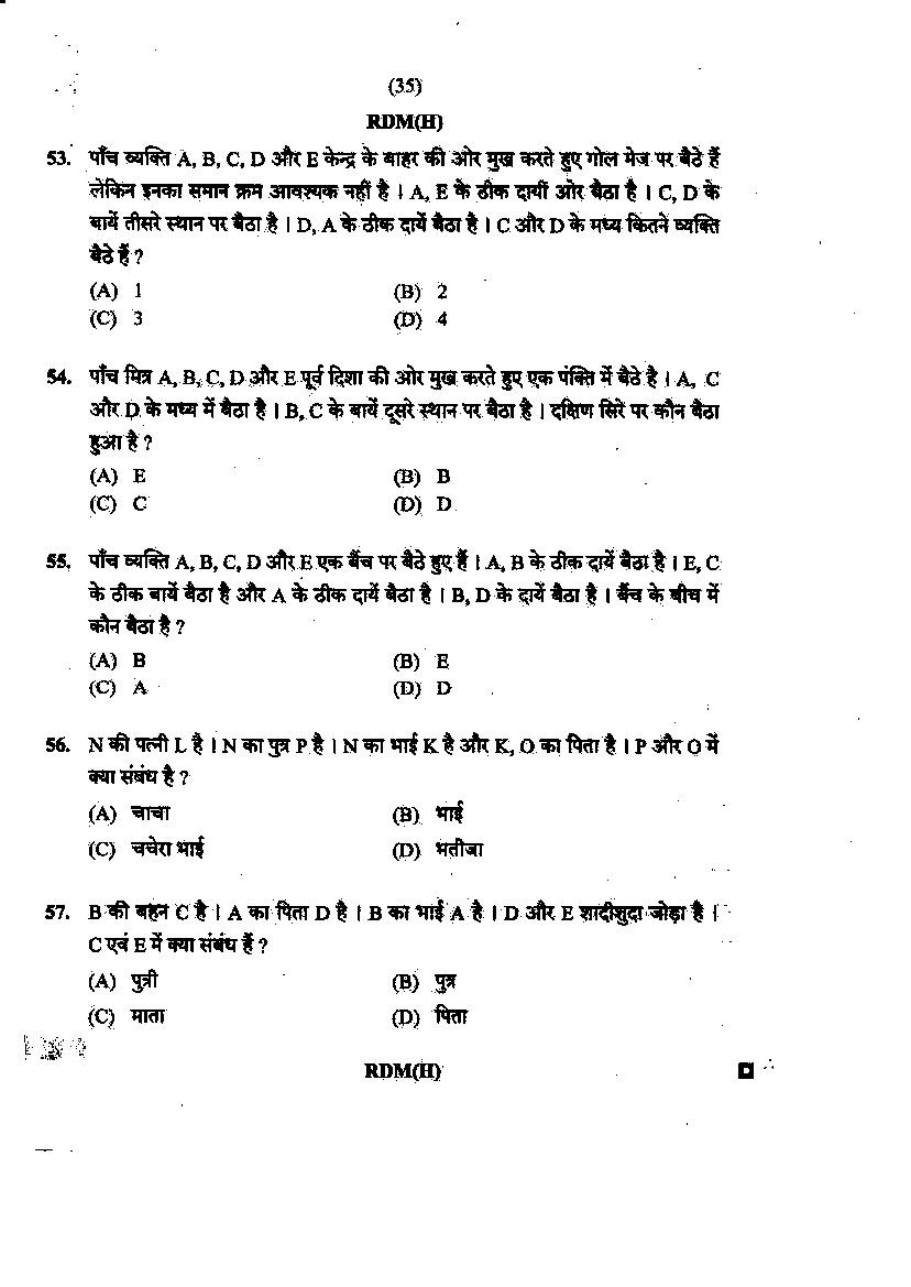 (35)
RDM(H)
53. पाँच व्यक्ति A, B, C, D और E केन्द्र के बाहर की ओर मुख करते हुए गोल मेज पर बैठे हैं
लेकिन इनका समान क्रम आवश्यक नहीं है । A, E के ठीक दायीं ओर बैठा है । C, D के
बायें तीसरे स्थान पर बैठा है । D, A के ठीक दायें बैठा है । C और D के मध्य कितने व्यक्ति
बैठे हैं ?
(A) 1 (B) 2
(C) 3 (D) 4
54. पाँच मित्र A, B, C, D और E पूर्व दिशा की ओर मुख करते हुए एक पंक्ति में बैठे है । A, C
और D के मध्य में बैठा है । B, C के बायें दूसरे स्थान पर बैठा है । दक्षिण सिरे पर कौन बैठा
हुआ है ?
(A) E (B) B
(C) C (D) D
55. पाँच व्यक्ति A, B, C, D और E एक बैंच पर बैठे हुए हैं । A, B के ठीक दायें बैठा है । E, C
के ठीक बायें बैठा है और A के ठीक दायें बैठा है । B, D के दायें बैठा है । बैंच के बीच में
कौन बैठा है ?
(A) B (B) E
(C) A (D) D
56. N की पत्नी L है । N का पुत्र P है । N का भाई K है और K, O का पिता है । P और O में
क्या संबंध है ?
(A) चाचा (B) भाई
(C) चचेरा भाई (D) भतीजा
57. B की बहन C है । A का पिता D है । B का भाई A है । D और E शादीशुदा जोड़ा है ।
C एवं E में क्या संबंध हैं ?
(A) पुत्री (B) पुत्र
(C) माता (D) पिता
RDM(H)